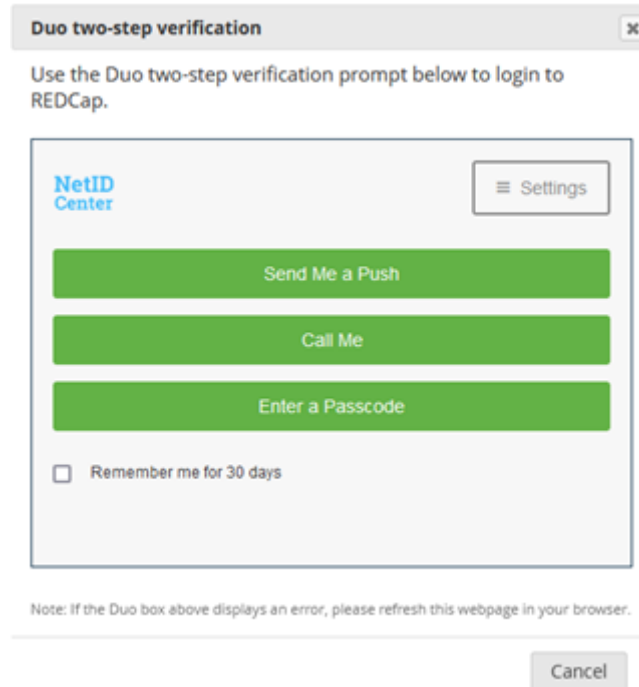 Duo two-step verification
Use the Duo two-step verification prompt below to login to
REDCap.
NetID
Center
Settings
Send Me a Push
Call Me
Enter a Passcode
Remember me for 30 days
Note: If the Duo box above displays an error, please refresh this webpage in your browser.
Cancel